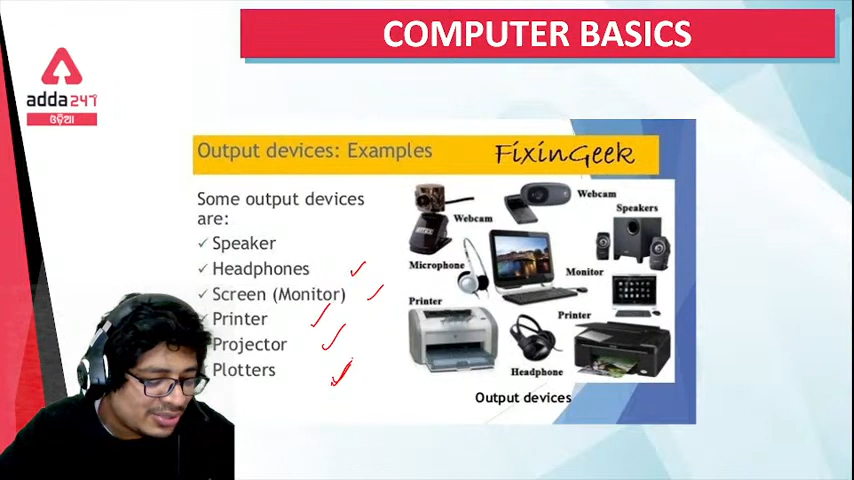 COMPUTER BASICS
adda247
ଓଡ଼ିଆ
Output devices: Examples
FixinGeek
Some output devices
are:
✓ Speaker
✓ Headphones
✓ Screen (Monitor)
✓ Printer
Projector
Plotters
Webcam
Webcam
Speakers
Microphone
Monitor
Printer
Printer
Headphone
Output devices